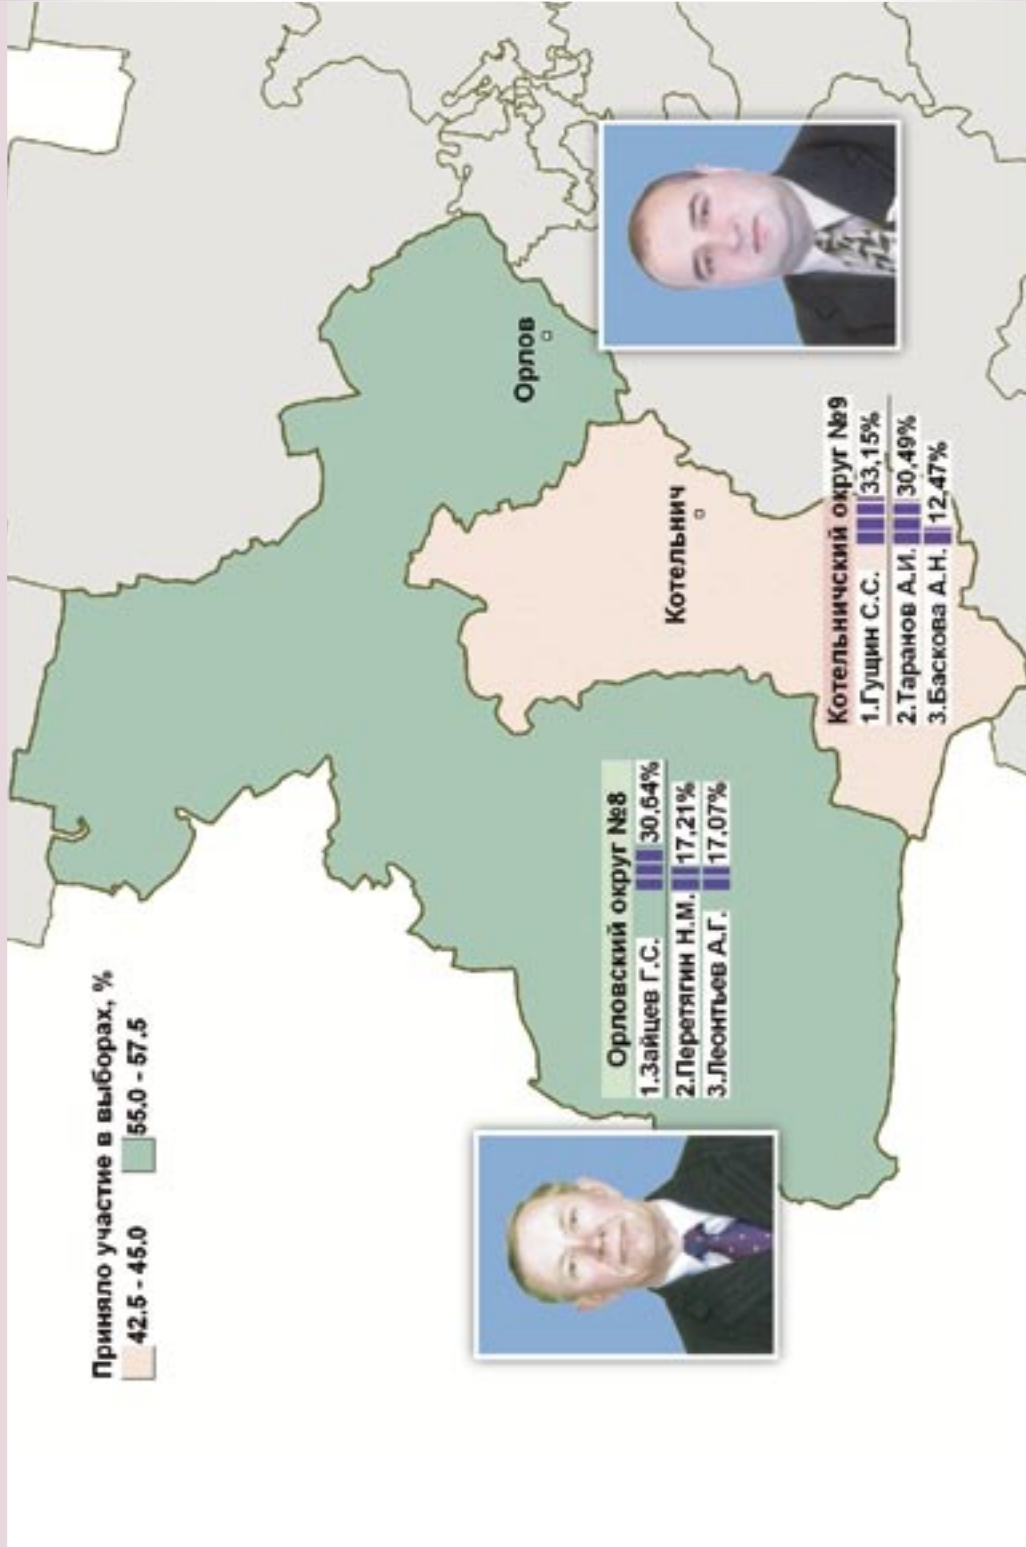 Приняло участие в выборах, %
42.5 - 45.0 55.0 - 57.5
Орлов
Котельнич
Орловский округ №8
1.Зайцев Г.С. 30,64%
2.Перетягин Н.М. 17,21%
3.Леонтьев А.Г. 17,07%
Котельничский округ №9
1.Гущин С.С. 33,15%
2.Таранов А.И. 30,49%
3.Баскова А.Н. 12,47%